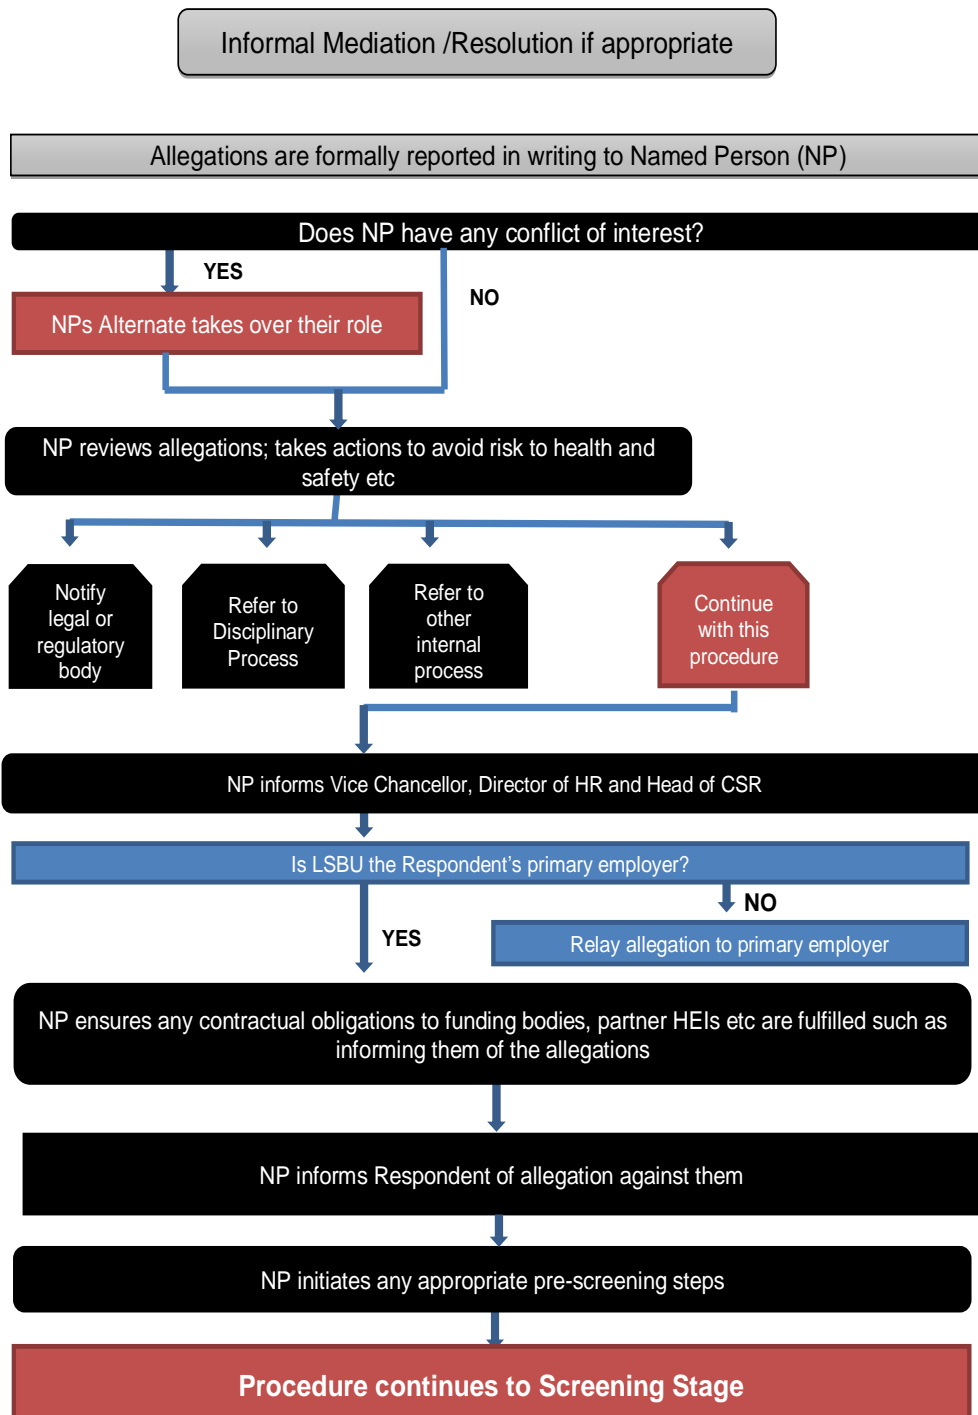 Informal Mediation /Resolution if appropriate
Allegations are formally reported in writing to Named Person (NP)
Does NP have any conflict of interest?
YES
NO
NPs Alternate takes over their role
NP reviews allegations; takes actions to avoid risk to health and
safety etc
Notify
legal or
regulatory
body
Refer to
Disciplinary
Process
Refer to
other
internal
process
Continue
with this
procedure
NP informs Vice Chancellor, Director of HR and Head of CSR
Is LSBU the Respondent's primary employer?
NO
YES
Relay allegation to primary employer
NP ensures any contractual obligations to funding bodies, partner HEIs etc are fulfilled such as
informing them of the allegations
NP informs Respondent of allegation against them
NP initiates any appropriate pre-screening steps
Procedure continues to Screening Stage